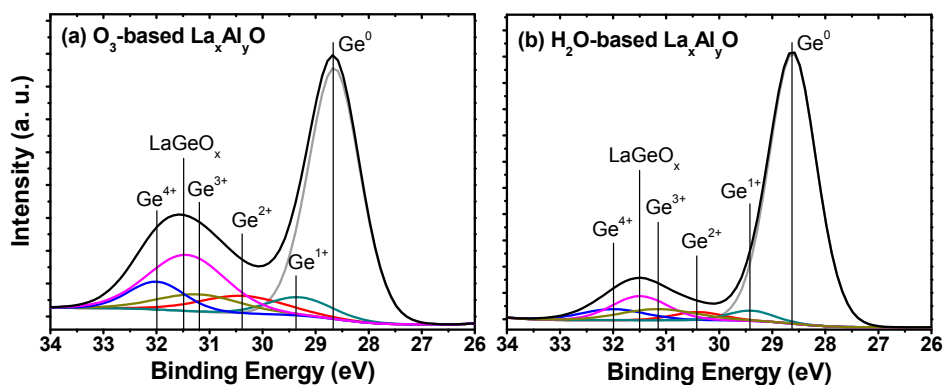 (a) O₃-based LaₓAlᵧO
Ge⁰
LaGeOₓ
Ge⁴⁺
Ge³⁺
Ge²⁺
Ge¹⁺
Intensity (a. u.)
34 33 32 31 30 29 28 27 26
Binding Energy (eV)
(b) H₂O-based LaₓAlᵧO
Ge⁰
LaGeOₓ
Ge¹⁺
Ge⁴⁺
Ge³⁺
Ge²⁺
34 33 32 31 30 29 28 27 26
Binding Energy (eV)